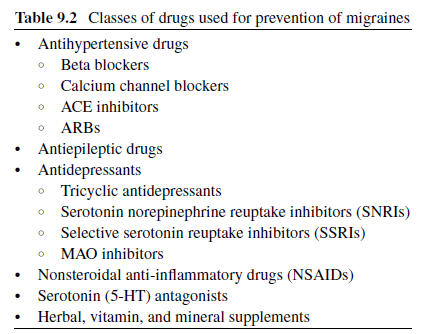 Table 9.2 Classes of drugs used for prevention of migraines
• Antihypertensive drugs
○ Beta blockers
○ Calcium channel blockers
○ ACE inhibitors
○ ARBs
• Antiepileptic drugs
• Antidepressants
○ Tricyclic antidepressants
○ Serotonin norepinephrine reuptake inhibitors (SNRIs)
○ Selective serotonin reuptake inhibitors (SSRIs)
○ MAO inhibitors
• Nonsteroidal anti-inflammatory drugs (NSAIDs)
• Serotonin (5-HT) antagonists
• Herbal, vitamin, and mineral supplements